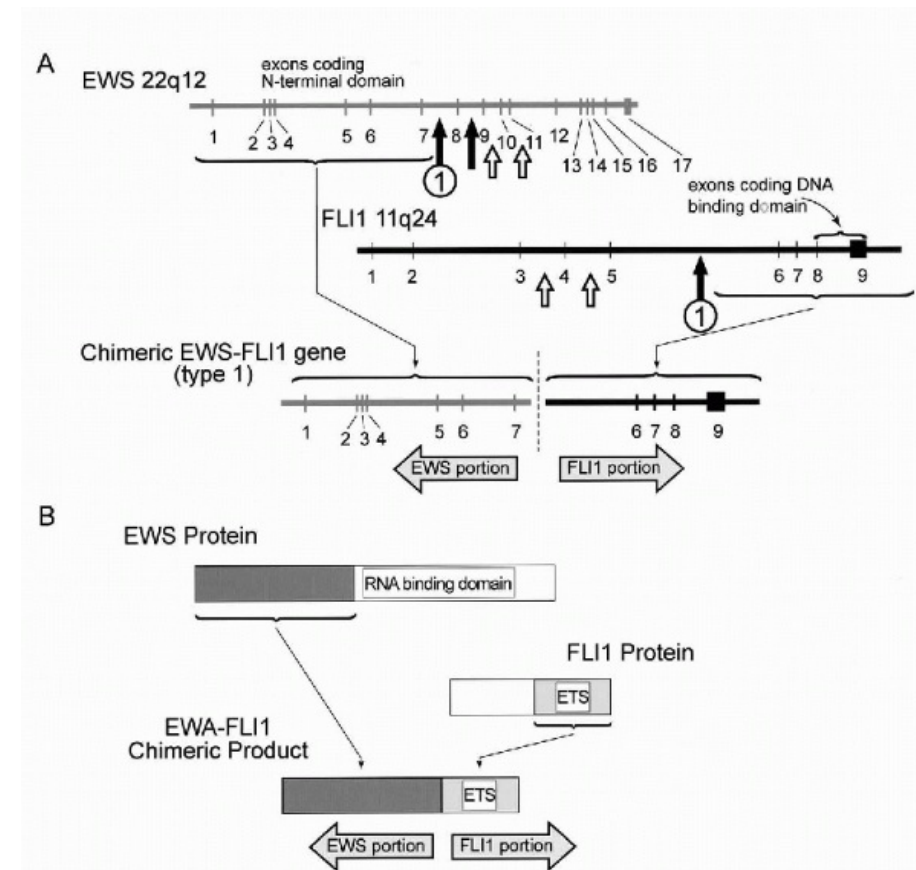 A
EWS 22q12
exons coding
N-terminal domain
1 2 3 4 5 6 7 8 9 10 11 12 13 14 15 16 17
1
exons coding DNA
binding domain
FLI1 11q24
1 2 3 4 5 6 7 8 9
1
Chimeric EWS-FLI1 gene
(type 1)
1 2 3 4 5 6 7 6 7 8 9
EWS portion FLI1 portion
B
EWS Protein
RNA binding domain
FLI1 Protein
ETS
EWA-FLI1
Chimeric Product
ETS
EWS portion FLI1 portion